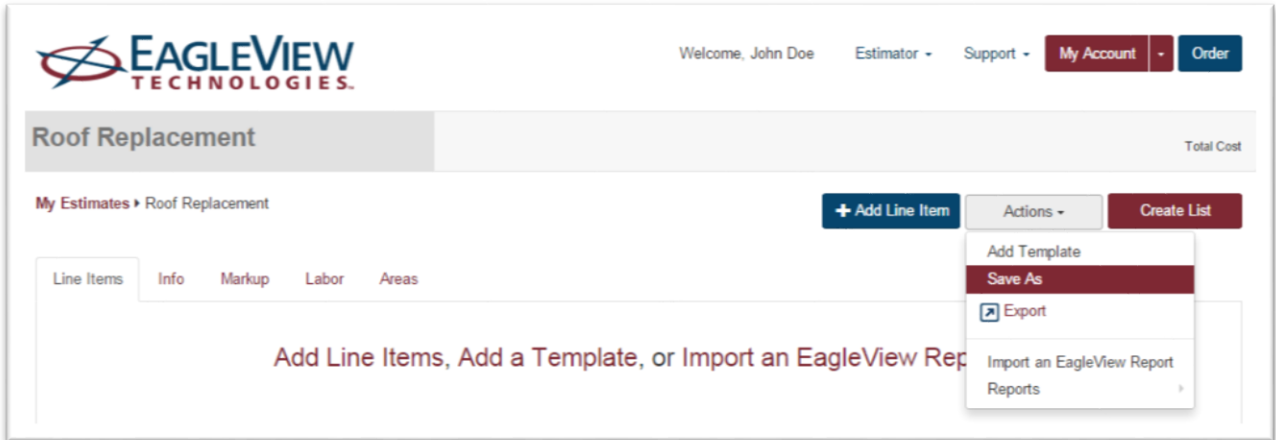 EAGLEVIEW
TECHNOLOGIES
Welcome, John Doe
Estimator
Support
My Account
Order
Roof Replacement
Total Cost
My Estimates
Roof Replacement
+ Add Line Item
Actions
Create List
Add Template
Save As
Export
Import an EagleView Report
Reports
Line Items
Info
Markup
Labor
Areas
Add Line Items, Add a Template, or Import an EagleView Rep